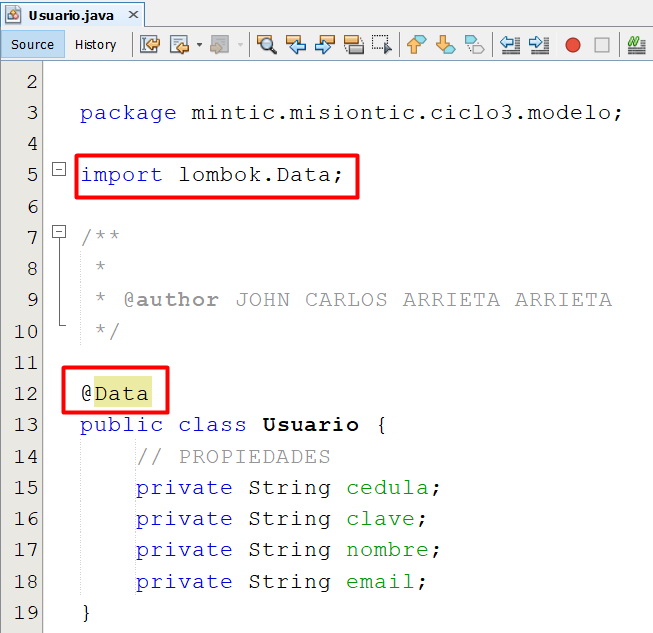 Usuario.java
Source History
2
3 package mintic.misiontic.ciclo3.modelo;
4
5 import lombok.Data;
6
7 /**
8 *
9 * @author JOHN CARLOS ARRIETA ARRIETA
10 */
11
12 @Data
13 public class Usuario {
14 // PROPIEDADES
15 private String cedula;
16 private String clave;
17 private String nombre;
18 private String email;
19 }